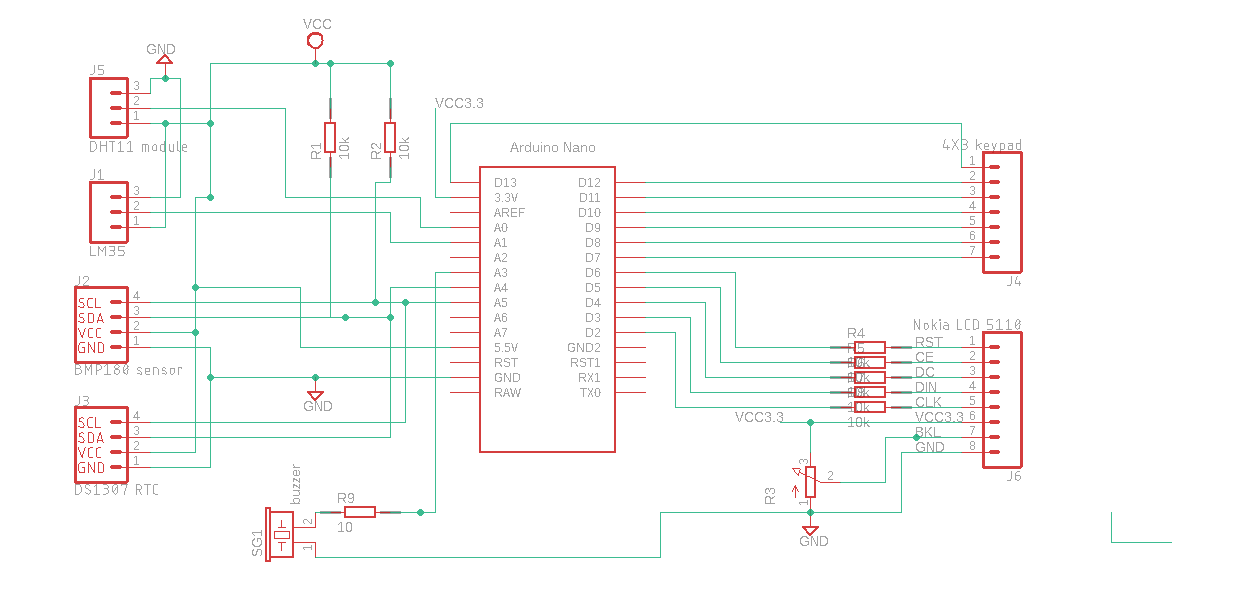 VCC
GND
J5
3
2
1
DHT11 module
J1
3
2
1
LM35
J2
SCL 4
SDA 3
VCC 2
GND 1
BMP180 sensor
J3
SCL 4
SDA 3
VCC 2
GND 1
DS1307 RTC
R1
10k
R2
10k
VCC3.3
GND
Arduino Nano
D13 D12
3.3V D11
AREF D10
A0 D9
A1 D8
A2 D7
A3 D6
A4 D5
A5 D4
A6 D3
A7 D2
5.5V GND2
RST RST1
GND RX1
RAW TX0
4X3 keypad
1
2
3
4
5
6
7
J4
Nokia LCD 5110
R4
R5
RST 1
CE 2
DC 3
DIN 4
CLK 5
VCC3.3 6
BKL 7
GND 8
10k
10k
J6
VCC3.3
R3
3
2
1
GND
buzzer
SG1
2
1
R9
10